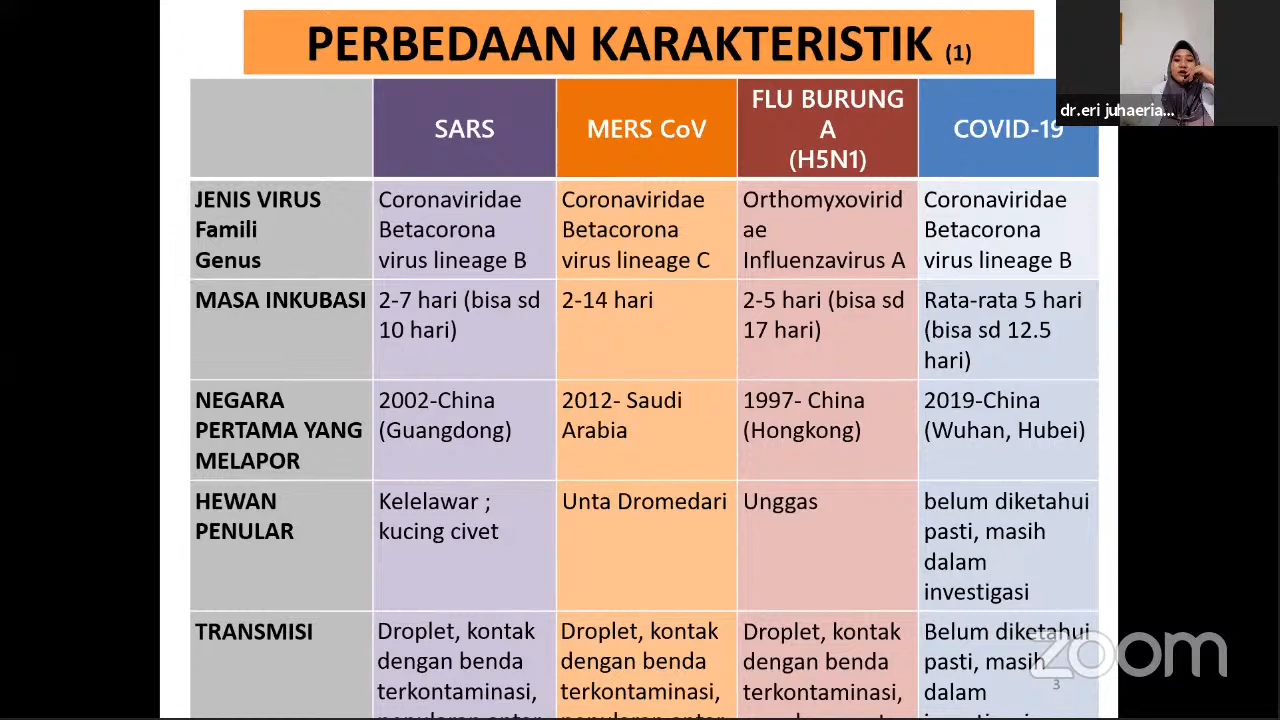 PERBEDAAN KARAKTERISTIK (1)
dr.eri juhaeria...
SARS
MERS CoV
FLU BURUNG
A
(H5N1)
COVID-19
JENIS VIRUS
Famili
Genus
Coronaviridae
Betacorona
virus lineage B
Coronaviridae
Betacorona
virus lineage C
Orthomyxovirid
ae
Influenzavirus A
Coronaviridae
Betacorona
virus lineage B
MASA INKUBASI
2-7 hari (bisa sd
10 hari)
2-14 hari
2-5 hari (bisa sd
17 hari)
Rata-rata 5 hari
(bisa sd 12.5
hari)
NEGARA
PERTAMA YANG
MELAPOR
2002-China
(Guangdong)
2012- Saudi
Arabia
1997- China
(Hongkong)
2019-China
(Wuhan, Hubei)
HEWAN
PENULAR
Kelelawar ;
kucing civet
Unta Dromedari
Unggas
belum diketahui
pasti, masih
dalam
investigasi
TRANSMISI
Droplet, kontak
dengan benda
terkontaminasi,
Droplet, kontak
dengan benda
terkontaminasi,
Droplet, kontak
dengan benda
terkontaminasi,
Belum diketahui
pasti, masih
dalam
zoom
3